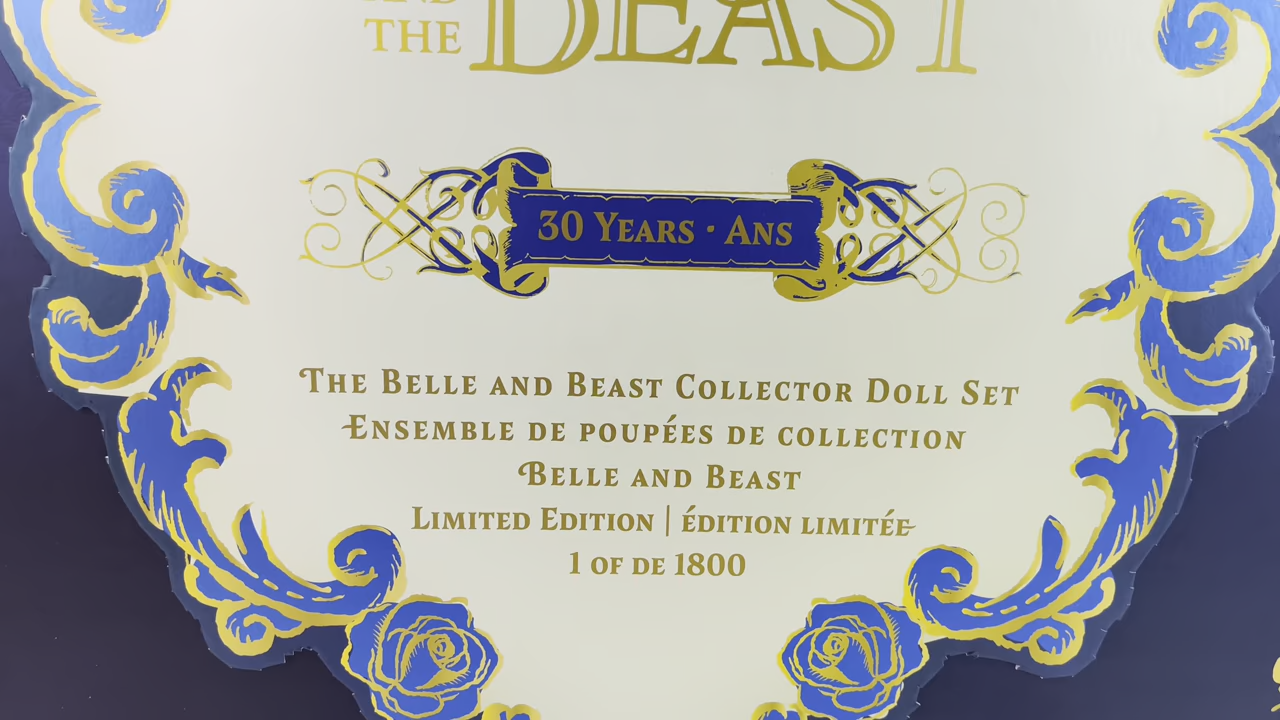 AND
THE BEAST
30 YEARS • ANS
THE BELLE AND BEAST COLLECTOR DOLL SET
ENSEMBLE DE POUPÉES DE COLLECTION
BELLE AND BEAST
LIMITED EDITION | ÉDITION LIMITÉE
1 OF DE 1800